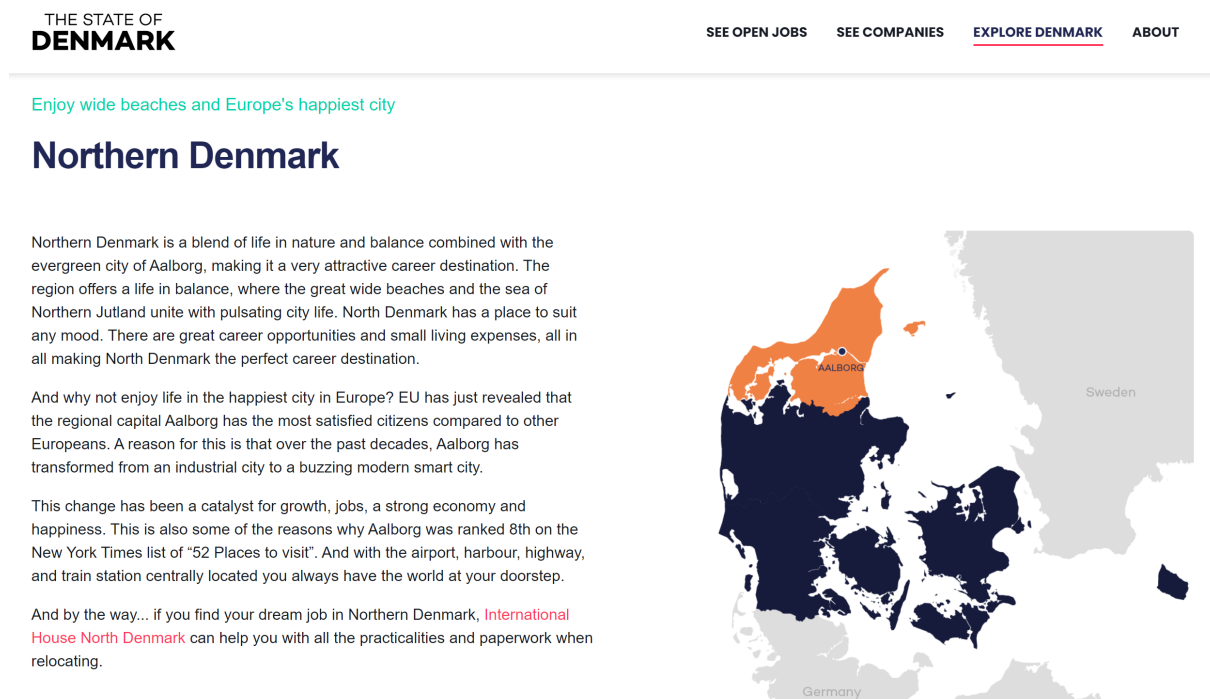 THE STATE OF
DENMARK
SEE OPEN JOBS
SEE COMPANIES
EXPLORE DENMARK
ABOUT
Enjoy wide beaches and Europe's happiest city
Northern Denmark
Northern Denmark is a blend of life in nature and balance combined with the
evergreen city of Aalborg, making it a very attractive career destination. The
region offers a life in balance, where the great wide beaches and the sea of
Northern Jutland unite with pulsating city life. North Denmark has a place to suit
any mood. There are great career opportunities and small living expenses, all in
all making North Denmark the perfect career destination.
And why not enjoy life in the happiest city in Europe? EU has just revealed that
the regional capital Aalborg has the most satisfied citizens compared to other
Europeans. A reason for this is that over the past decades, Aalborg has
transformed from an industrial city to a buzzing modern smart city.
This change has been a catalyst for growth, jobs, a strong economy and
happiness. This is also some of the reasons why Aalborg was ranked 8th on the
New York Times list of “52 Places to visit”. And with the airport, harbour, highway,
and train station centrally located you always have the world at your doorstep.
And by the way... if you find your dream job in Northern Denmark, International
House North Denmark can help you with all the practicalities and paperwork when
relocating.
AALBORG
Sweden
Germany